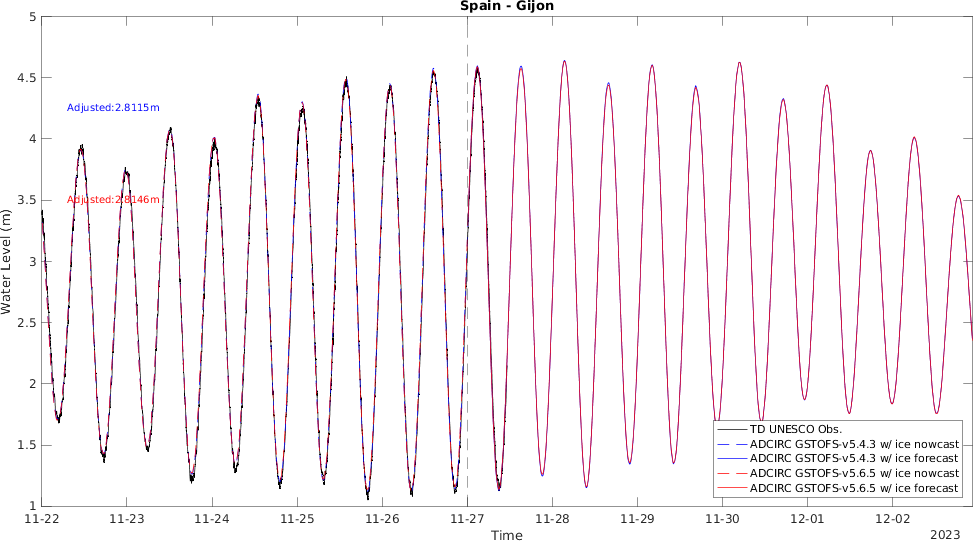 Spain - Gijon
5
4.5
4
3.5
3
2.5
2
1.5
1
Water Level (m)
Adjusted:2.8115m
Adjusted:2.8146m
TD UNESCO Obs.
ADCIRC GSTOFS-v5.4.3 w/ ice nowcast
ADCIRC GSTOFS-v5.4.3 w/ ice forecast
ADCIRC GSTOFS-v5.6.5 w/ ice nowcast
ADCIRC GSTOFS-v5.6.5 w/ ice forecast
11-22 11-23 11-24 11-25 11-26 11-27 11-28 11-29 11-30 12-01 12-02
Time
2023